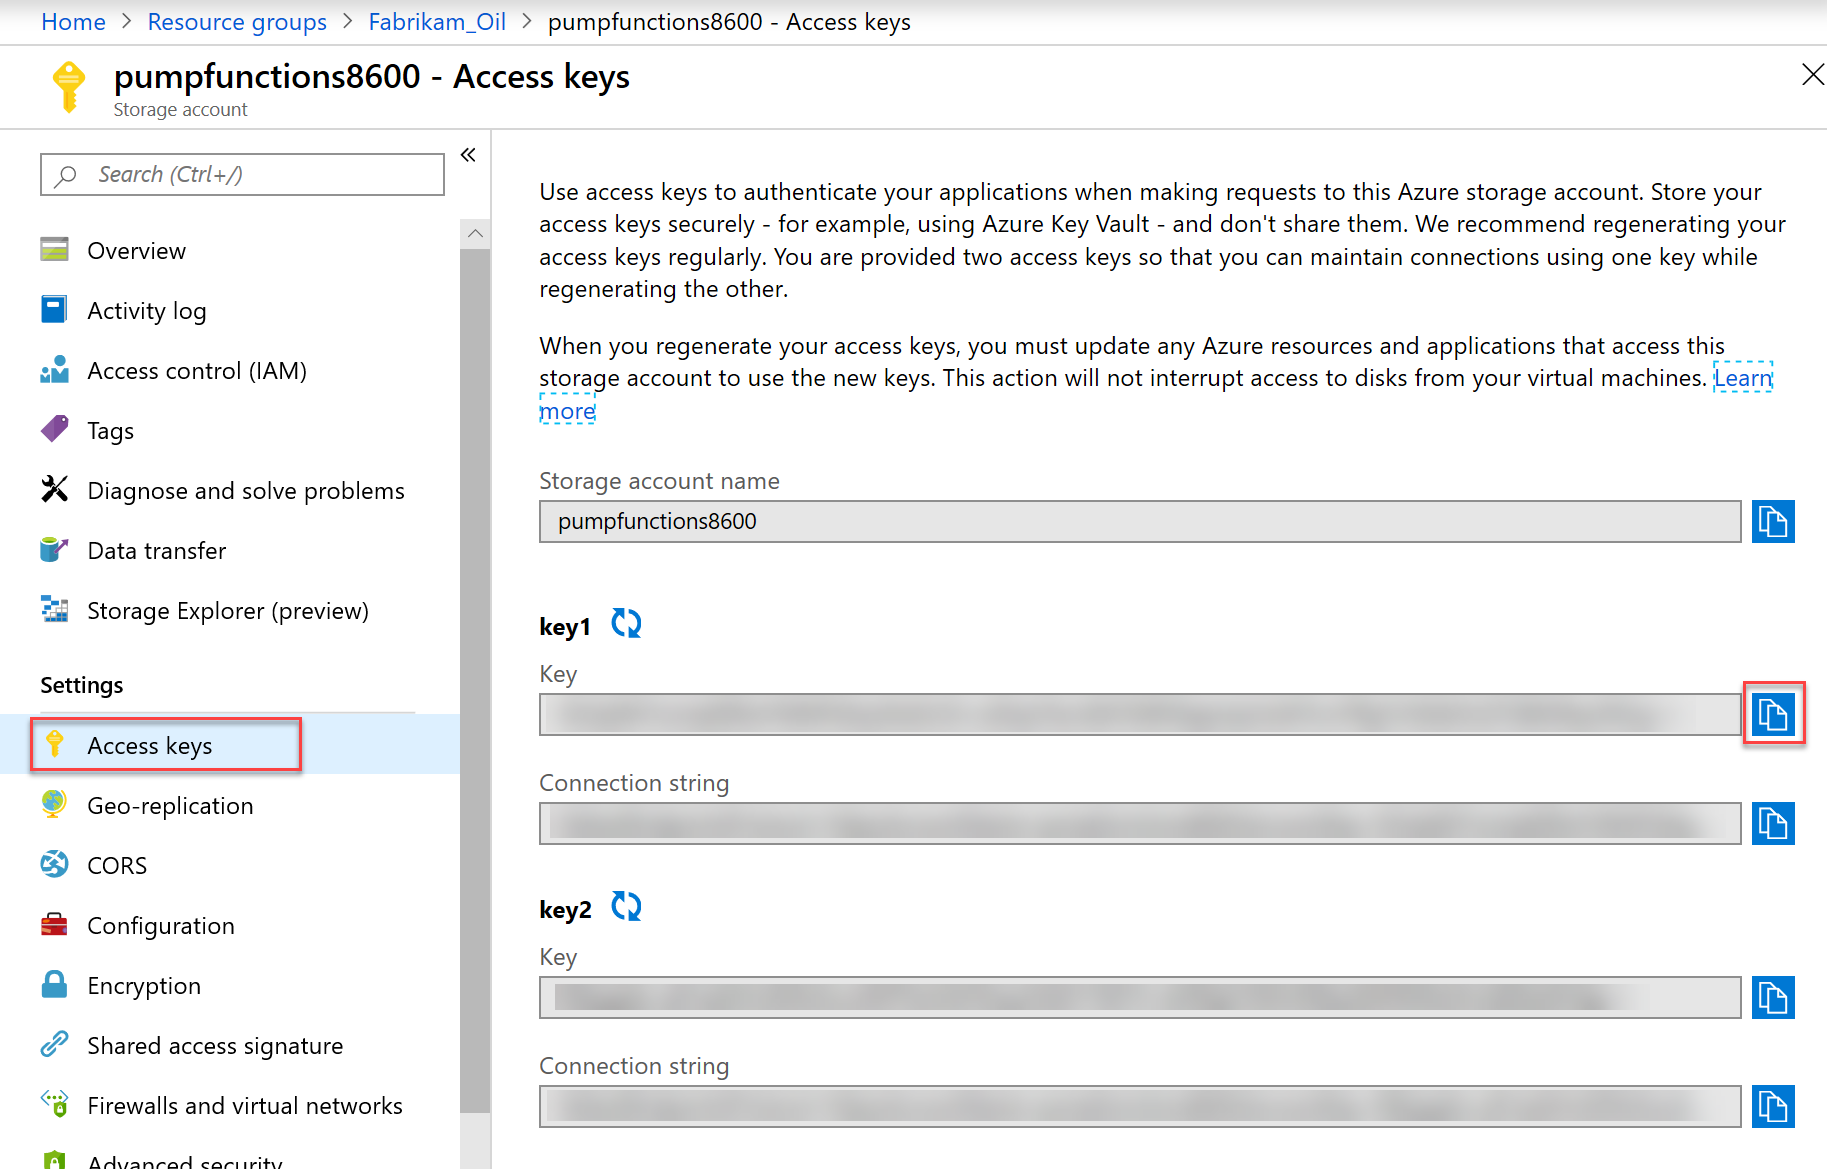 Home > Resource groups > Fabrikam_Oil > pumpfunctions8600 - Access keys
pumpfunctions8600 - Access keys
Storage account
Search (Ctrl+/)
Overview
Activity log
Access control (IAM)
Tags
Diagnose and solve problems
Data transfer
Storage Explorer (preview)
Settings
Access keys
Geo-replication
CORS
Configuration
Encryption
Shared access signature
Firewalls and virtual networks
Advanced security
Use access keys to authenticate your applications when making requests to this Azure storage account. Store your
access keys securely - for example, using Azure Key Vault - and don't share them. We recommend regenerating your
access keys regularly. You are provided two access keys so that you can maintain connections using one key while
regenerating the other.
When you regenerate your access keys, you must update any Azure resources and applications that access this
storage account to use the new keys. This action will not interrupt access to disks from your virtual machines. Learn
more
Storage account name
pumpfunctions8600
key1
Key
Connection string
key2
Key
Connection string